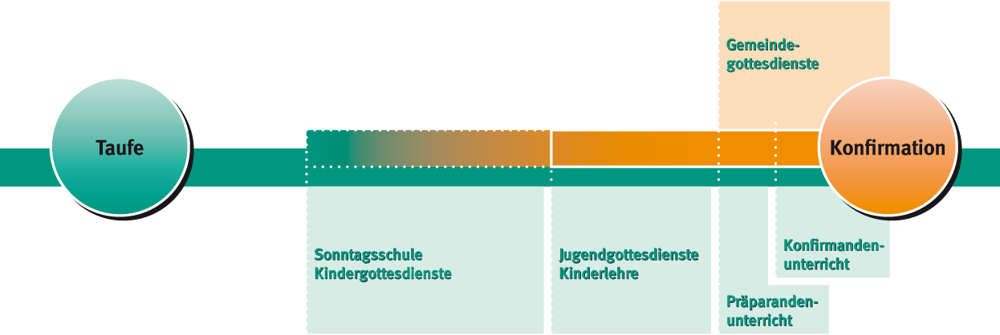 Gemeinde-
gottesdienste
Taufe
Konfirmation
Sonntagsschule
Kindergottesdienste
Jugendgottesdienste
Kinderlehre
Konfirmanden-
unterricht
Präparanden-
unterricht